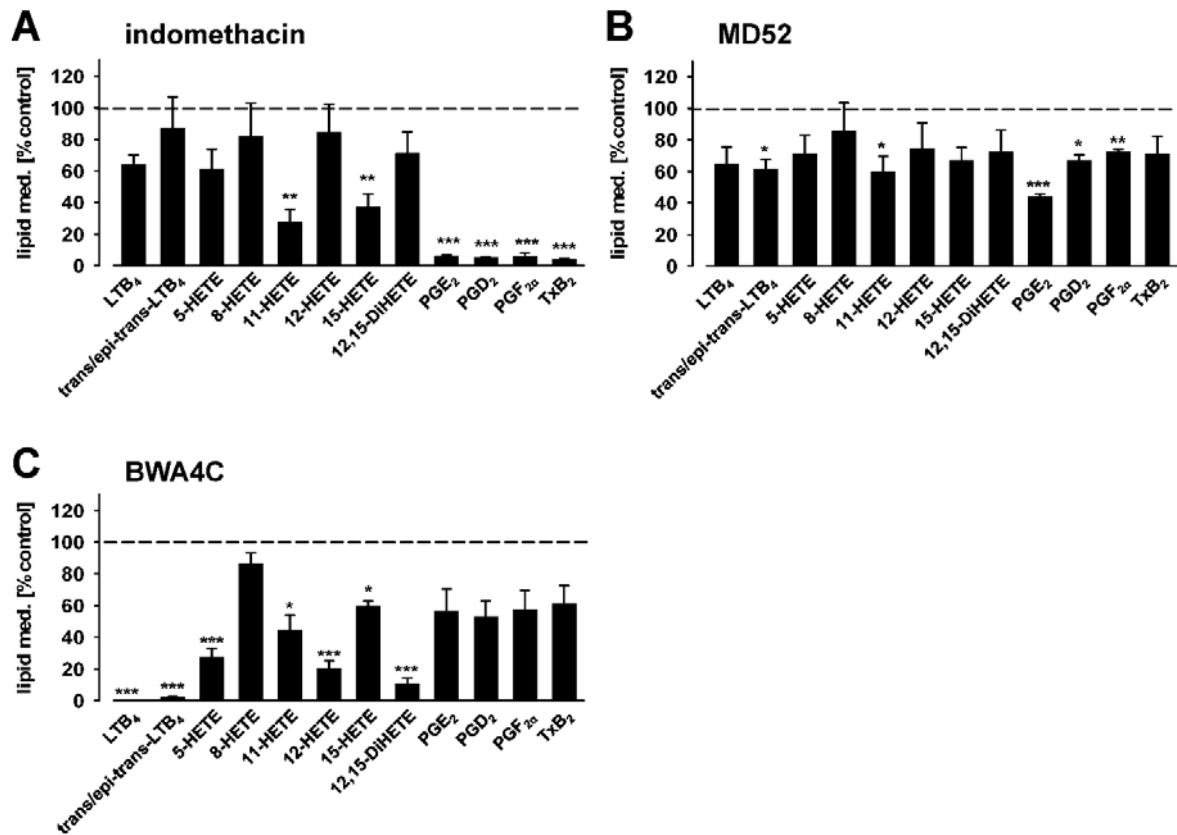 A indomethacin
lipid med. [% control]
120
100
80
60
40
20
0
** ** *** *** *** ***
LTB4
trans/epi-trans-LTB4
5-HETE
8-HETE
11-HETE
12-HETE
15-HETE
12,15-DiHETE
PGE2
PGD2
PGF2α
TxB2
B MD52
lipid med. [% control]
120
100
80
60
40
20
0
* * *** * **
LTB4
trans/epi-trans-LTB4
5-HETE
8-HETE
11-HETE
12-HETE
15-HETE
12,15-DiHETE
PGE2
PGD2
PGF2α
TxB2
C BWA4C
lipid med. [% control]
120
100
80
60
40
20
0
*** *** *** * *** * ***
LTB4
trans/epi-trans-LTB4
5-HETE
8-HETE
11-HETE
12-HETE
15-HETE
12,15-DiHETE
PGE2
PGD2
PGF2α
TxB2